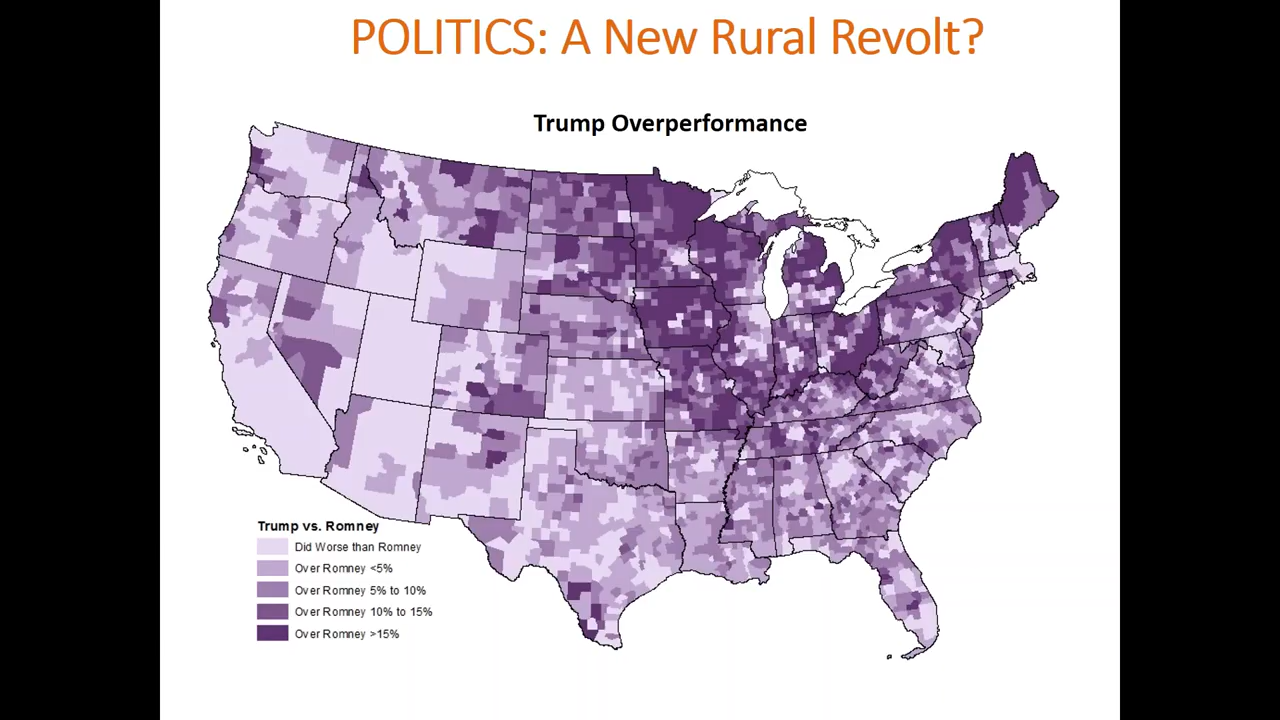 POLITICS: A New Rural Revolt?
Trump Overperformance
Trump vs. Romney
Did Worse than Romney
Over Romney <5%
Over Romney 5% to 10%
Over Romney 10% to 15%
Over Romney >15%